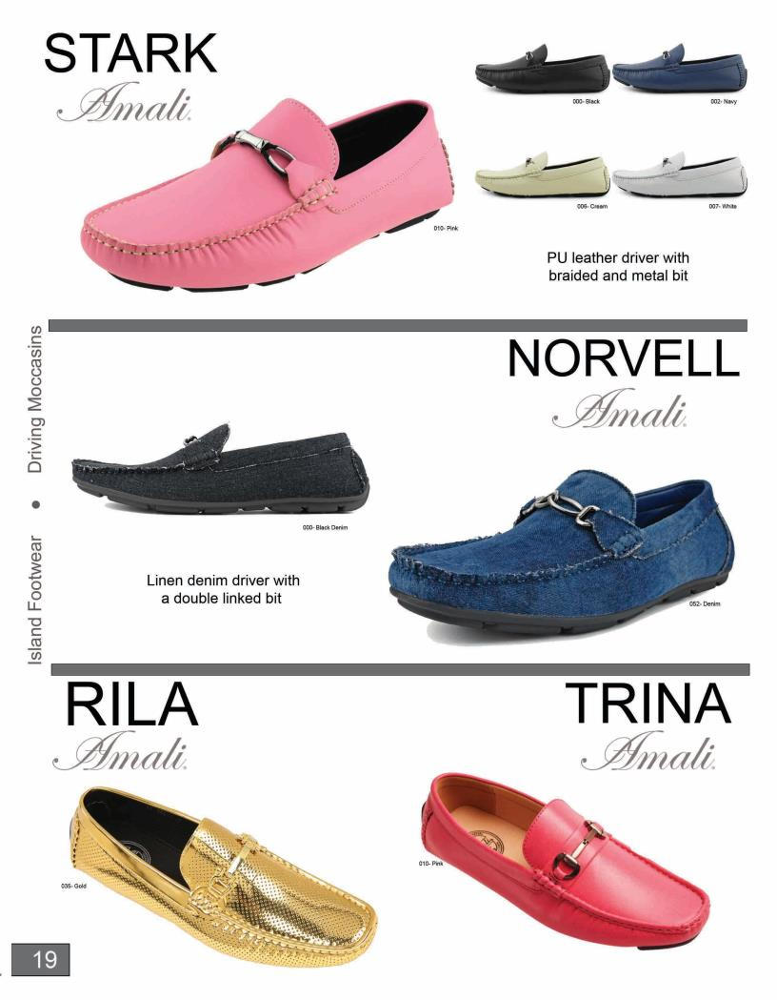 STARK
Amali®
000- Black
002- Navy
006- Cream
007- White
010- Pink
PU leather driver with
braided and metal bit
Island Footwear • Driving Moccasins
NORVELL
Amali®
000- Black Denim
052- Denim
Linen denim driver with
a double linked bit
RILA
Amali®
035- Gold
TRINA
Amali®
010- Pink
19